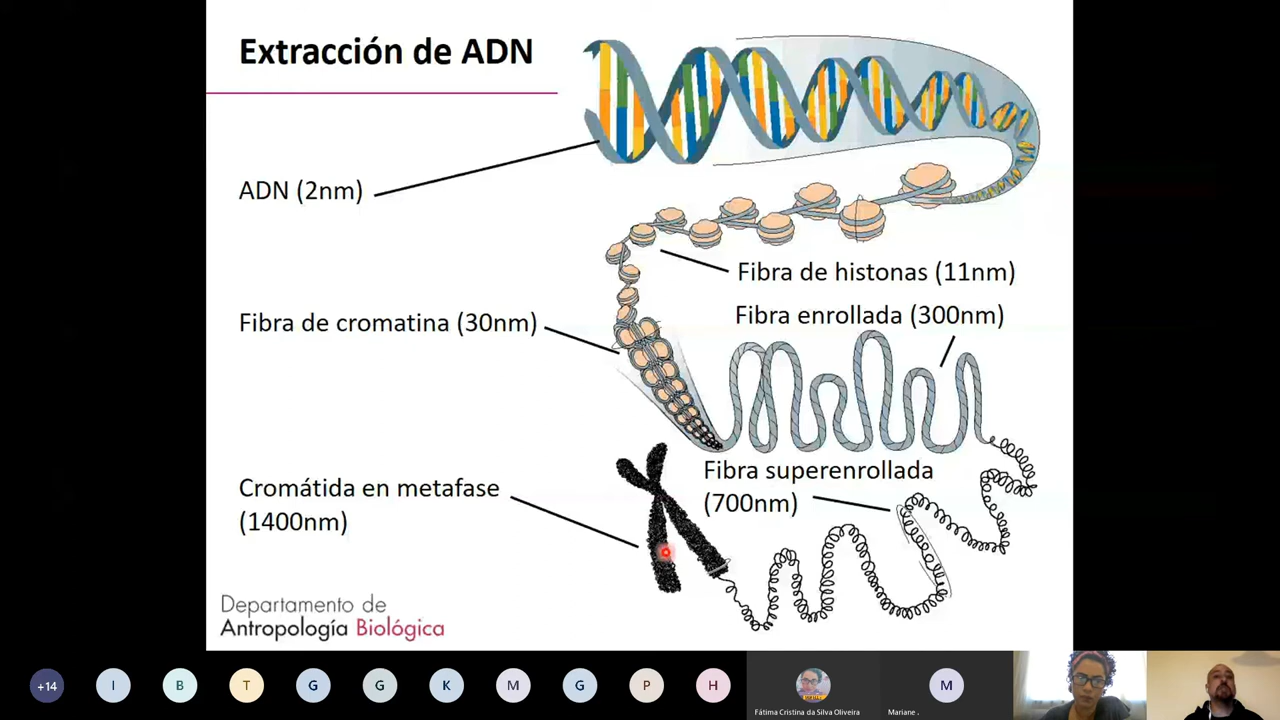 Extracción de ADN
ADN (2nm)
Fibra de histonas (11nm)
Fibra de cromatina (30nm)
Fibra enrollada (300nm)
Fibra superenrollada
(700nm)
Cromátida en metafase
(1400nm)
Departamento de
Antropología Biológica
+14
I
B
T
G
G
K
M
G
P
H
M
Fátima Cristina da Silva Oliveira
Mariane .